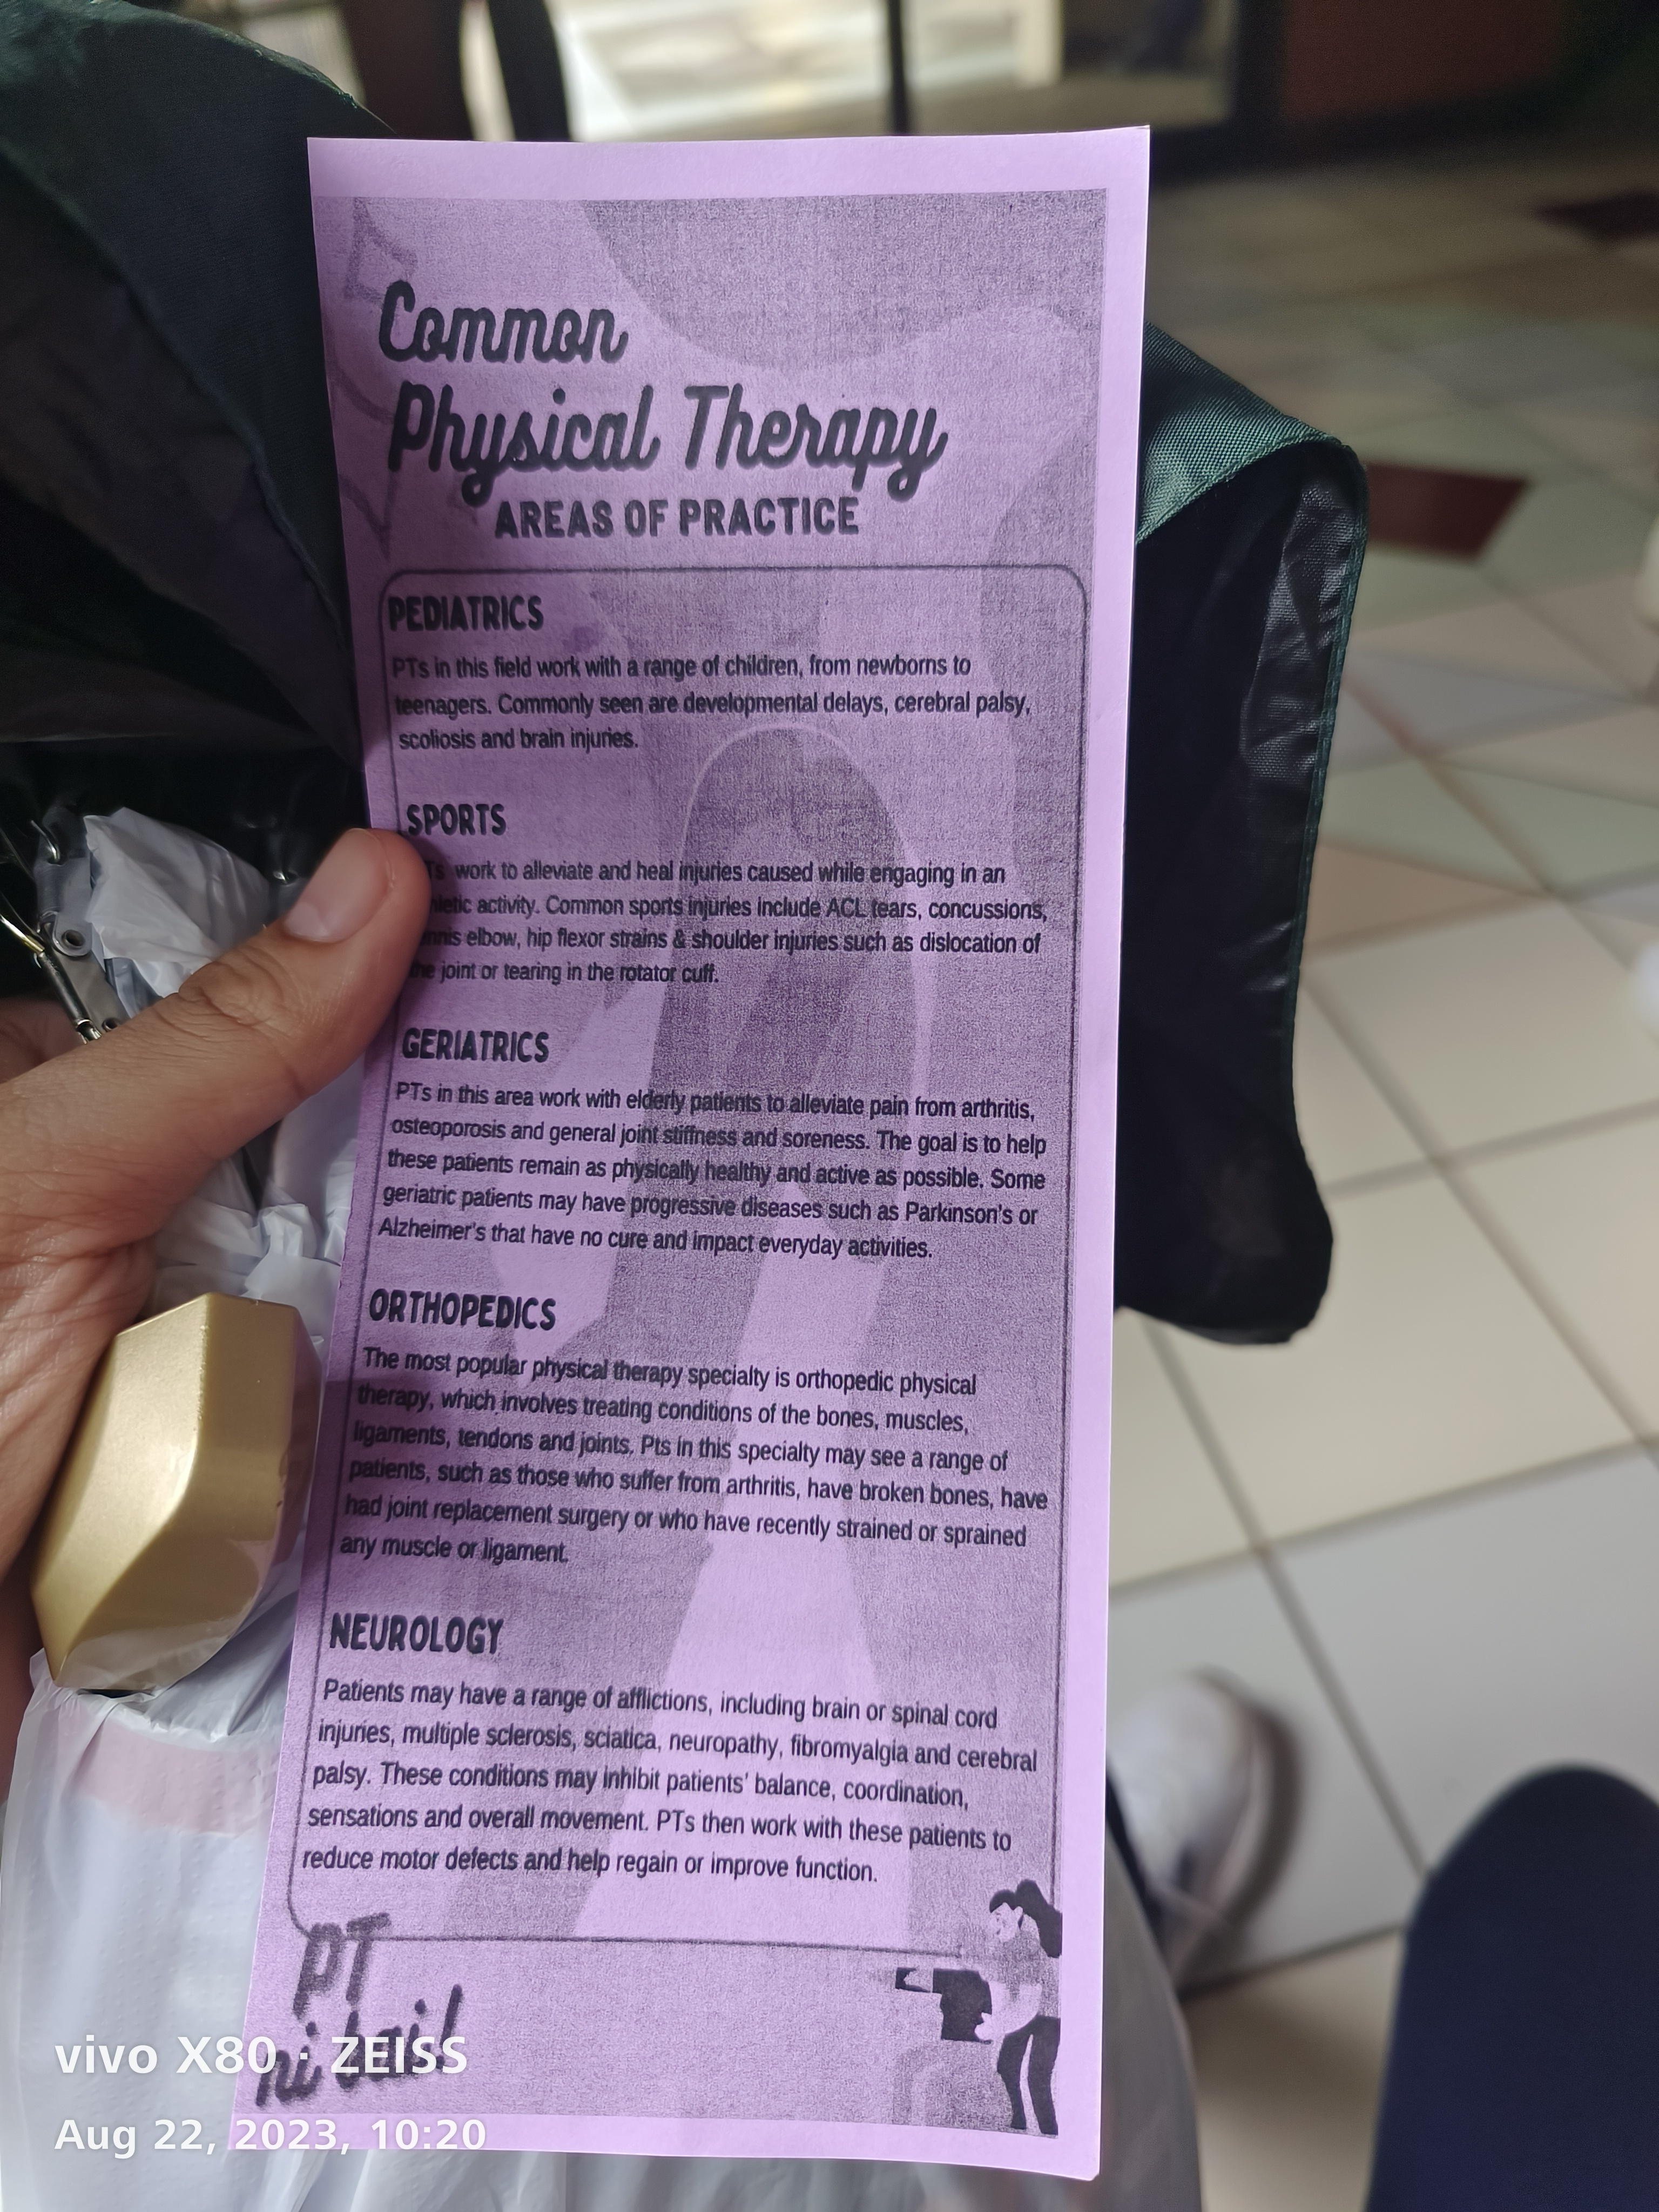 Common
Physical Therapy
AREAS OF PRACTICE
PEDIATRICS
PTs in this field work with a range of children, from newborns to
teenagers. Commonly seen are developmental delays, cerebral palsy,
scoliosis and brain injuries.
SPORTS
work to alleviate and heal injuries caused while engaging in an
activity. Common sports injuries include ACL tears, concussions,
elbow, hip flexor strains & shoulder injuries such as dislocation of
joint or tearing in the rotator cuff.
GERIATRICS
PTs in this area work with elderly patients to alleviate pain from arthritis,
osteoporosis and general joint stiffness and soreness. The goal is to help
these patients remain as physically healthy and active as possible. Some
geriatric patients may have progressive diseases such as Parkinson's or
Alzheimer's that have no cure and impact everyday activities.
ORTHOPEDICS
The most popular physical therapy specialty is orthopedic physical
therapy, which involves treating conditions of the bones, muscles,
ligaments, tendons and joints. Pts in this specialty may see a range of
patients, such as those who suffer from arthritis, have broken bones, have
had joint replacement surgery or who have recently strained or sprained
any muscle or ligament.
NEUROLOGY
Patients may have a range of afflictions, including brain or spinal cord
injuries, multiple sclerosis, sciatica, neuropathy, fibromyalgia and cerebral
palsy. These conditions may inhibit patients' balance, coordination,
sensations and overall movement. PTs then work with these patients to
reduce motor defects and help regain or improve function.
PT
vivo X80 · ZEISS
Aug 22, 2023, 10:20